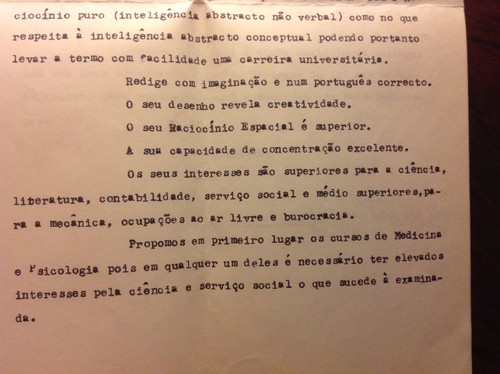 ciocínio puro (inteligência abstracto não verbal) como no que
respeita à inteligência abstracto conceptual podendo portanto
levar a termo com facilidade uma carreira universitária.
Redige com imaginação e num português correcto.
O seu desenho revela creatividade.
O seu Raciocínio Espacial é superior.
A sua capacidade de concentração excelente.
Os seus interesses são superiores para a ciência,
literatura, contabilidade, serviço social e médio superiores,pa-
ra a mecânica, ocupações ao ar livre e burocracia.
Propomos em primeiro lugar os cursos de Medicina
e Psicologia pois em qualquer um deles é necessário ter elevados
interesses pela ciência e serviço social o que sucede à examina-
da.